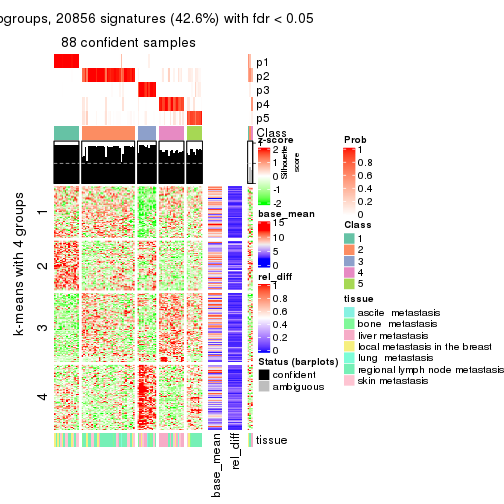 ogroups, 20856 signatures (42.6%) with fdr < 0.05
88 confident samples
p1
p2
p3
p4
p5
Class
k-means with 4 groups
1
2
3
4
tissue
base_mean
rel_diff
z-score
2
1
0
-1
-2
Silhouette
score
base_mean
15
10
5
0
rel_diff
1
0.8
0.6
0.4
0.2
0
Status (barplots)
confident
ambiguous
Prob
1
0.8
0.6
0.4
0.2
0
Class
1
2
3
4
5
tissue
ascite metastasis
bone metastasis
liver metastasis
local metastasis in the breast
lung metastasis
regional lymph node metastasis
skin metastasis